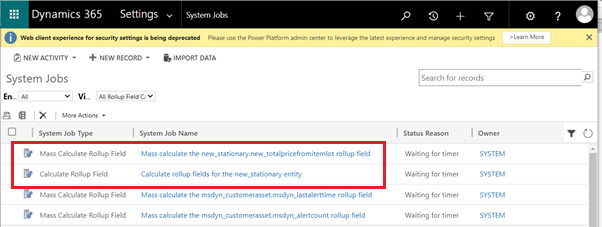 Dynamics 365 Settings System Jobs
Web client experience for security settings is being deprecated Please use the Power Platform admin center to leverage the latest experience and manage security settings >Learn More
NEW ACTIVITY NEW RECORD IMPORT DATA
System Jobs
Search for records
En... All Vi... All Rollup Field C
More Actions
System Job Type System Job Name Status Reason Owner
Mass Calculate Rollup Field Mass calculate the new_stationary.new_totalpricefromitemlot rollup field Waiting for timer SYSTEM
Calculate Rollup Field Calculate rollup fields for the new_stationary entity Waiting for timer SYSTEM
Mass Calculate Rollup Field Mass calculate the msdyn_customerasset.msdyn_lastalerttime rollup field Waiting for timer SYSTEM
Mass Calculate Rollup Field Mass calculate the msdyn_customerasset.msdyn_alertcount rollup field Waiting for timer SYSTEM